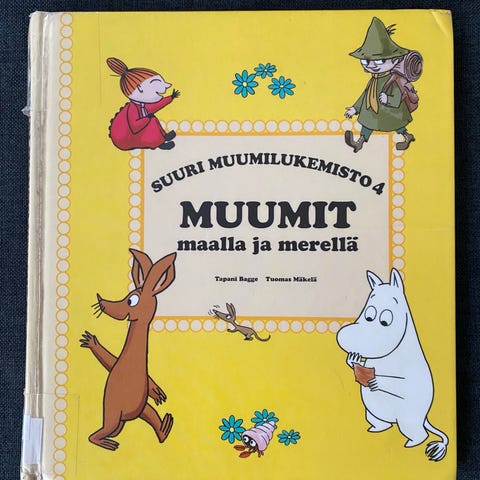 SUURI MUUMILUKEMISTO 4
MUUMIT
maalla ja merellä
Tapani Bagge Tuomas Mäkelä